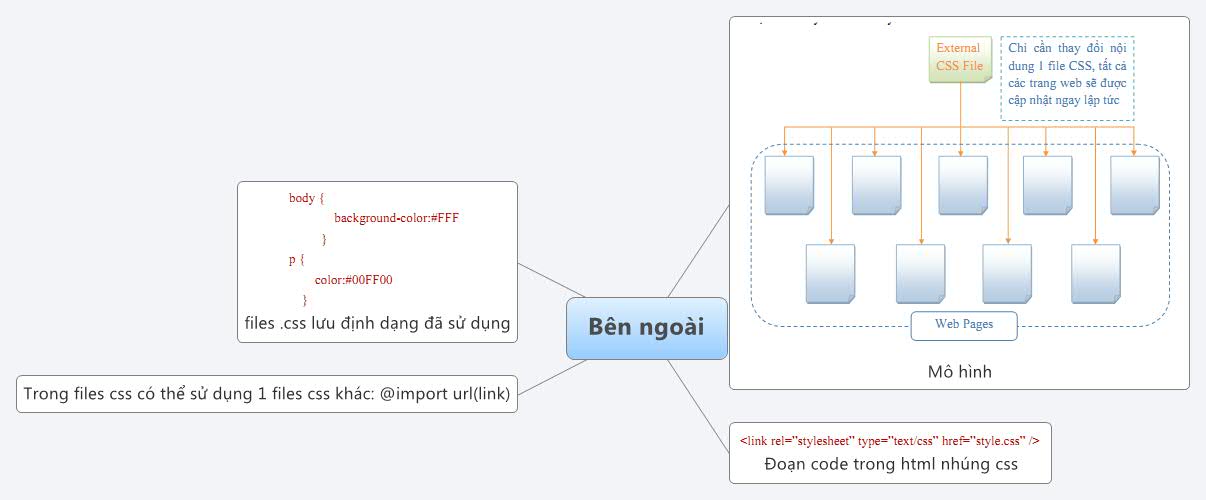 External
CSS File
Chỉ cần thay đổi nội
dung 1 file CSS, tất cả
các trang web sẽ được
cập nhật ngay lập tức
Web Pages
Mô hình
body {
background-color:#FFF
}
p {
color:#00FF00
}
files .css lưu định dạng đã sử dụng
Bên ngoài
Trong files css có thể sử dụng 1 files css khác: @import url(link)
<link rel="stylesheet" type="text/css" href="style.css" />
Đoạn code trong html nhúng css